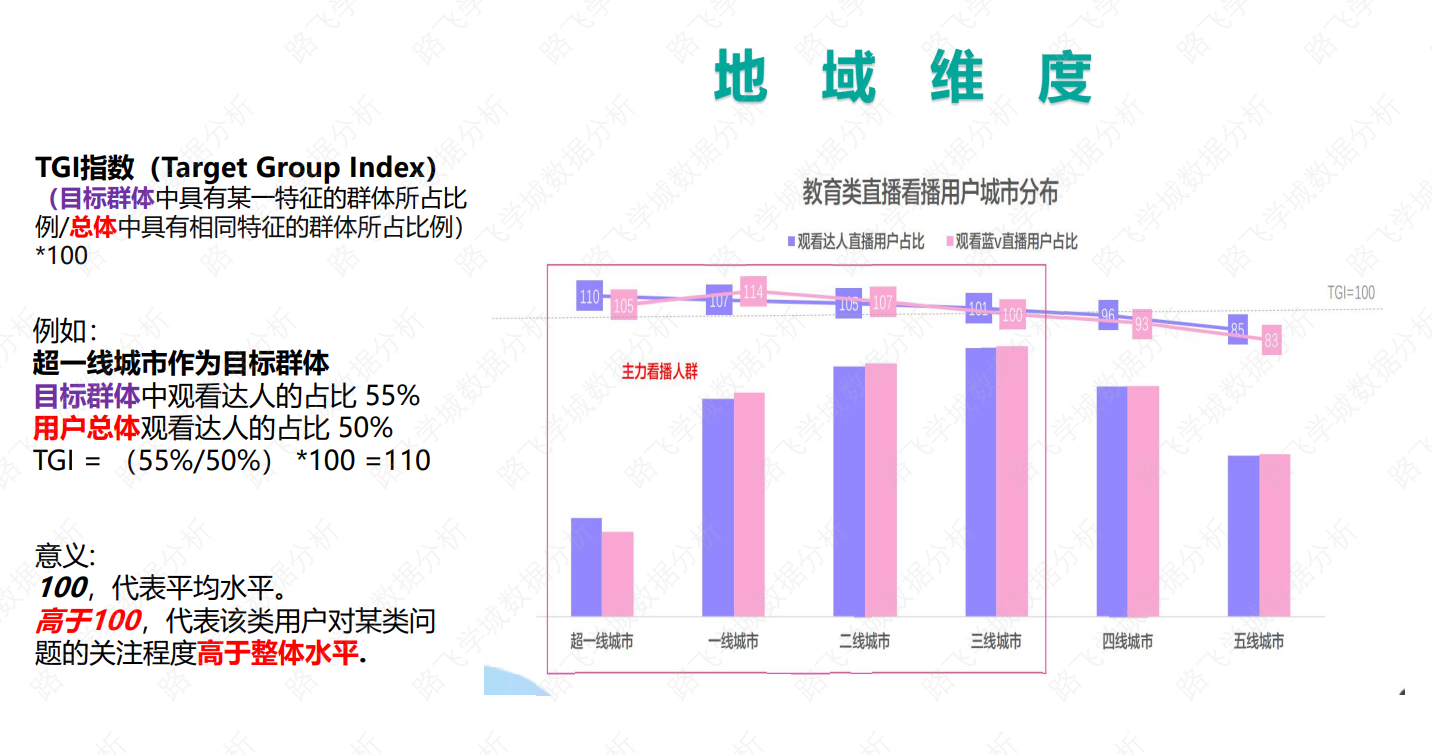 地 域 维 度
TGI指数（Target Group Index）
（目标群体中具有某一特征的群体所占比
例/总体中具有相同特征的群体所占比例）
*100
例如：
超一线城市作为目标群体
目标群体中观看达人的占比 55%
用户总体观看达人的占比 50%
TGI = （55%/50%） *100 =110
意义:
100，代表平均水平。
高于100，代表该类用户对某类问
题的关注程度高于整体水平.
教育类直播看播用户城市分布
观看达人直播用户占比 观看蓝v直播用户占比
TGI=100
110 107 105 101 96 85
105 114 107 100 93 83
主力看播人群
超一线城市 一线城市 二线城市 三线城市 四线城市 五线城市
路飞学城数据分析